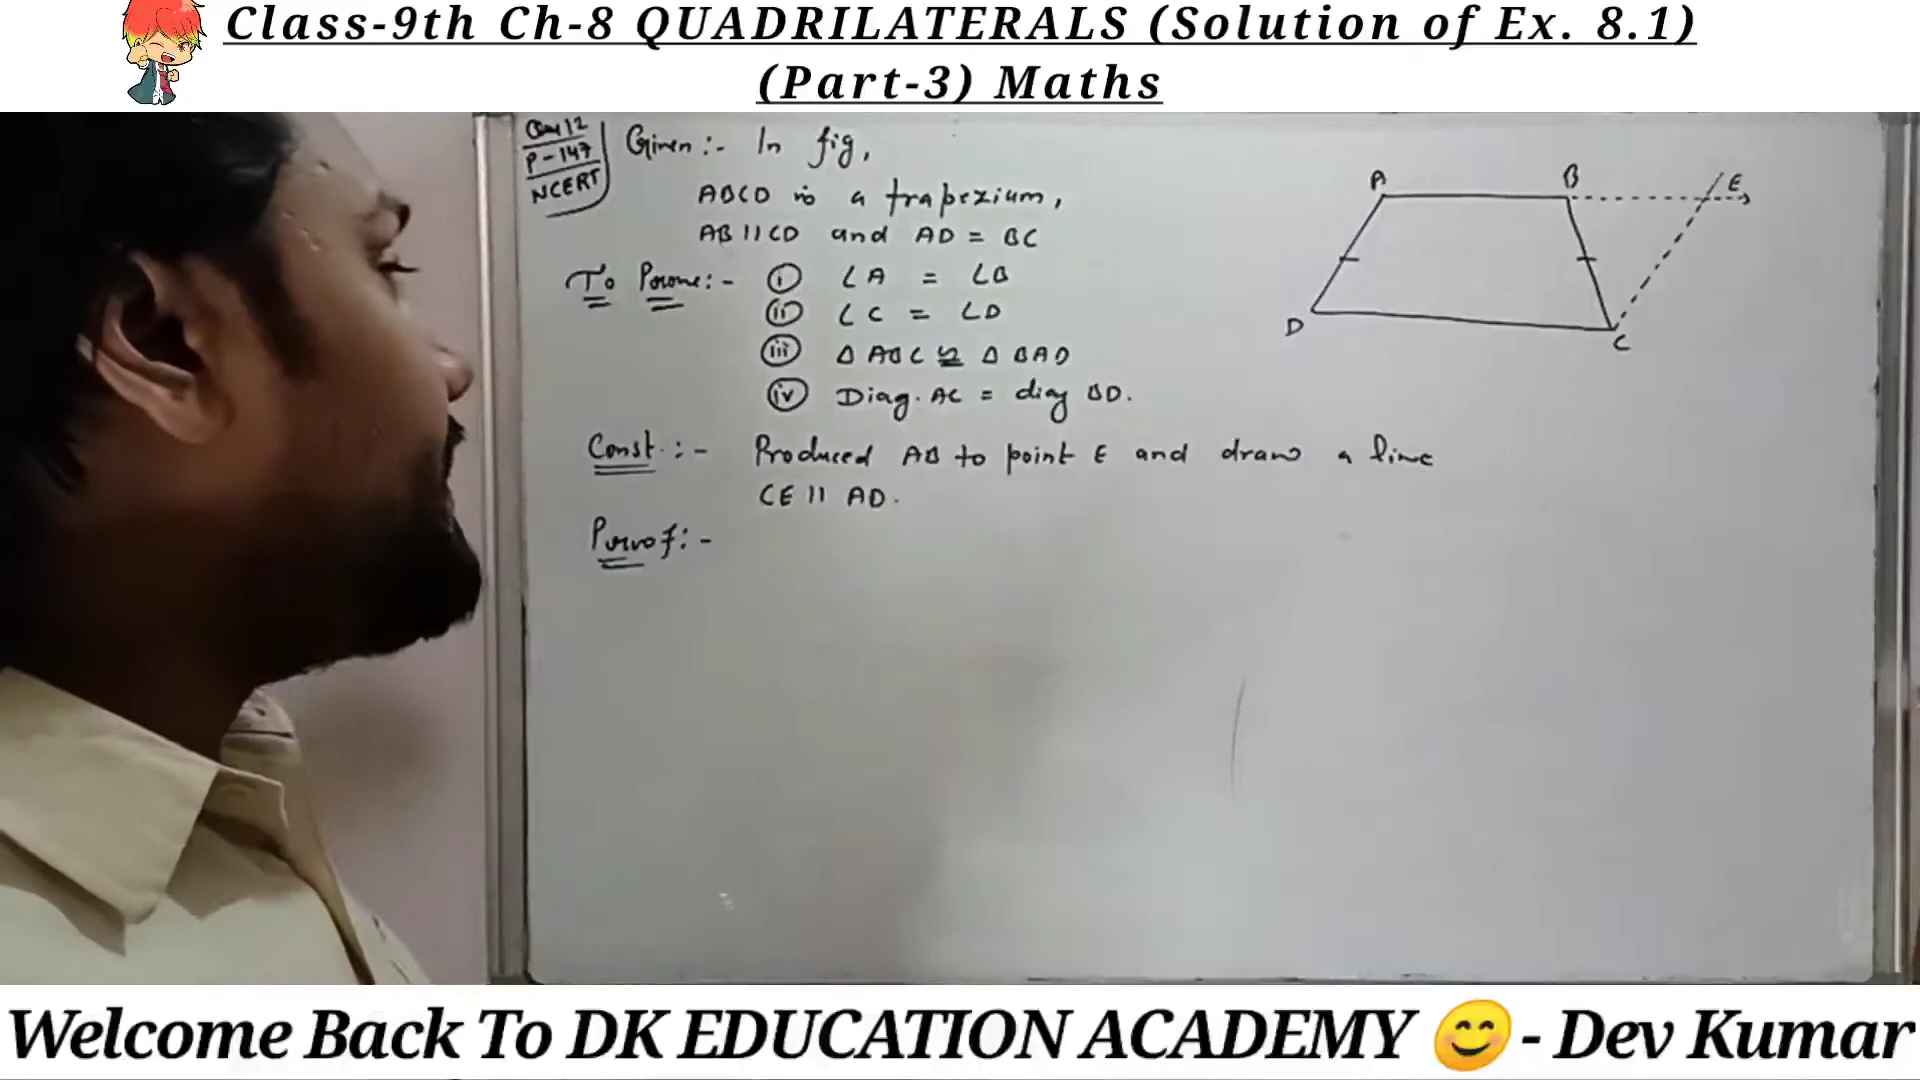 Class-9th Ch-8 QUADRILATERALS (Solution of Ex. 8.1)
(Part-3) Maths
P-147
NCERT
Given:- In fig,
ABCD is a trapezium,
AB || CD and AD = BC
To Prove:- (i) ∠A = ∠B
(ii) ∠C = ∠D
(iii) Δ ABC ≅ Δ BAD
(iv) Diag. AC = diag BD.
Const.:- Produced AB to point E and draw a line
CE || AD.
Proof:-
A B E
D C
Welcome Back To DK EDUCATION ACADEMY 😊 - Dev Kumar